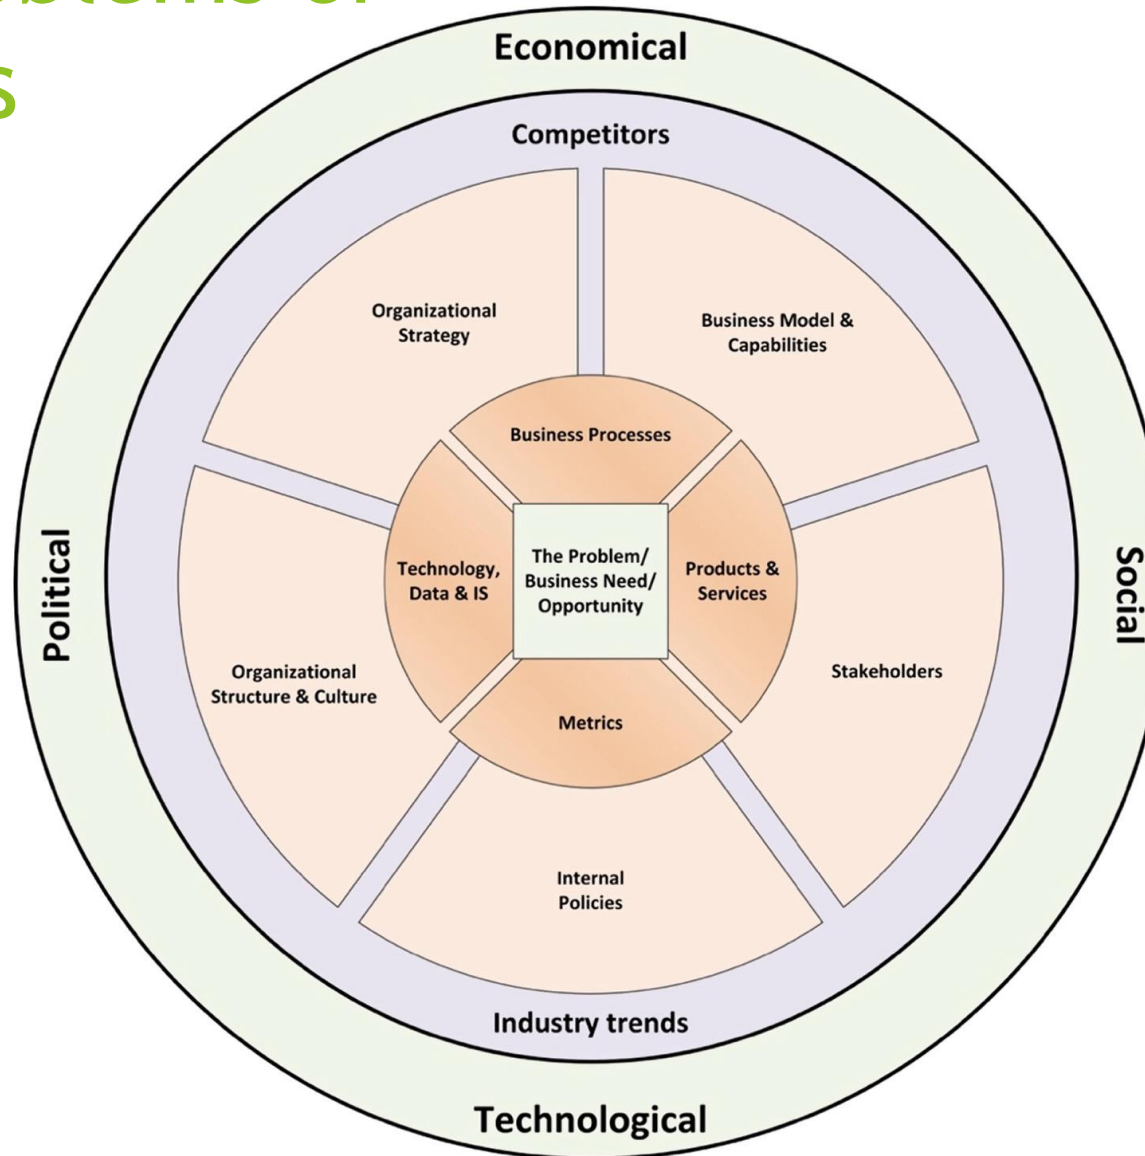 s
Economical
Competitors
Organizational
Strategy
Business Model &
Capabilities
Business Processes
Political
Technology,
Data & IS
The Problem/
Business Need/
Opportunity
Products &
Services
Social
Organizational
Structure & Culture
Stakeholders
Metrics
Internal
Policies
Industry trends
Technological